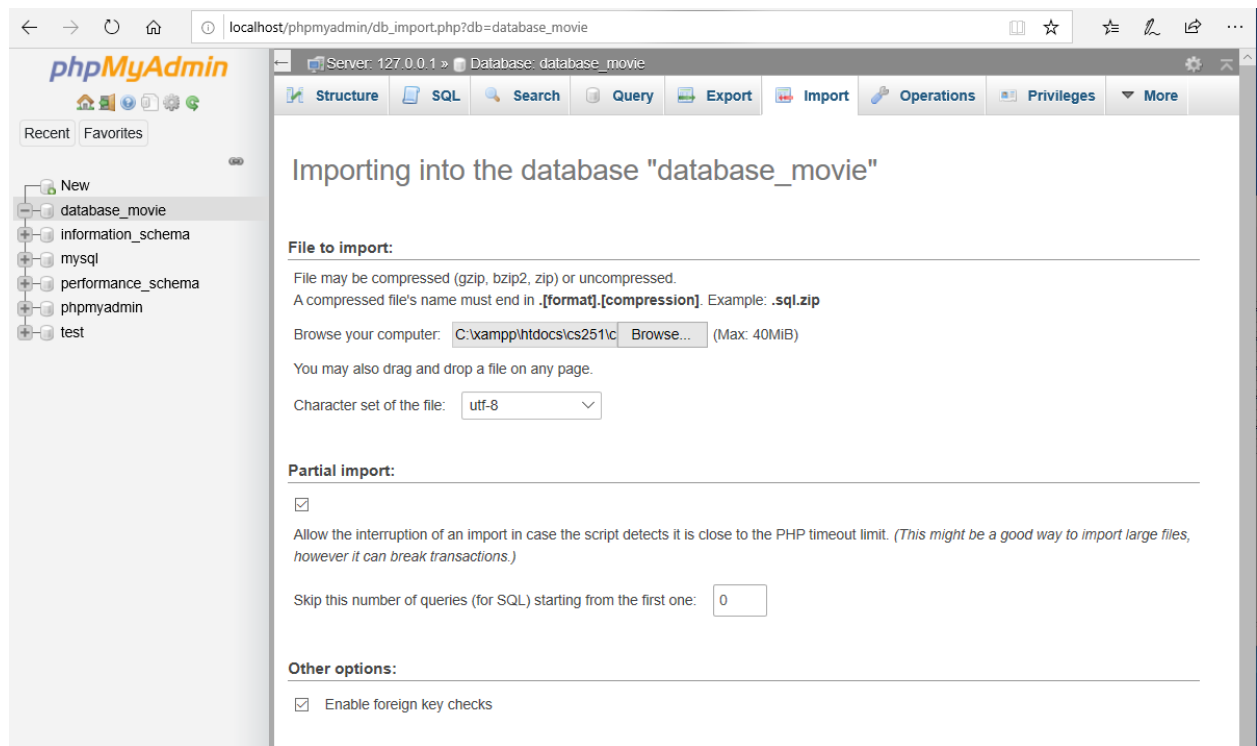 localhost/phpmyadmin/db_import.php?db=database_movie
phpMyAdmin
Recent Favorites
New
database_movie
information_schema
mysql
performance_schema
phpmyadmin
test
Server: 127.0.0.1 » Database: database_movie
Structure SQL Search Query Export Import Operations Privileges More
Importing into the database "database_movie"
File to import:
File may be compressed (gzip, bzip2, zip) or uncompressed.
A compressed file's name must end in .[format].[compression]. Example: .sql.zip
Browse your computer: C:\xampp\htdocs\cs251\c Browse... (Max: 40MiB)
You may also drag and drop a file on any page.
Character set of the file: utf-8
Partial import:
Allow the interruption of an import in case the script detects it is close to the PHP timeout limit. (This might be a good way to import large files,
however it can break transactions.)
Skip this number of queries (for SQL) starting from the first one: 0
Other options:
Enable foreign key checks